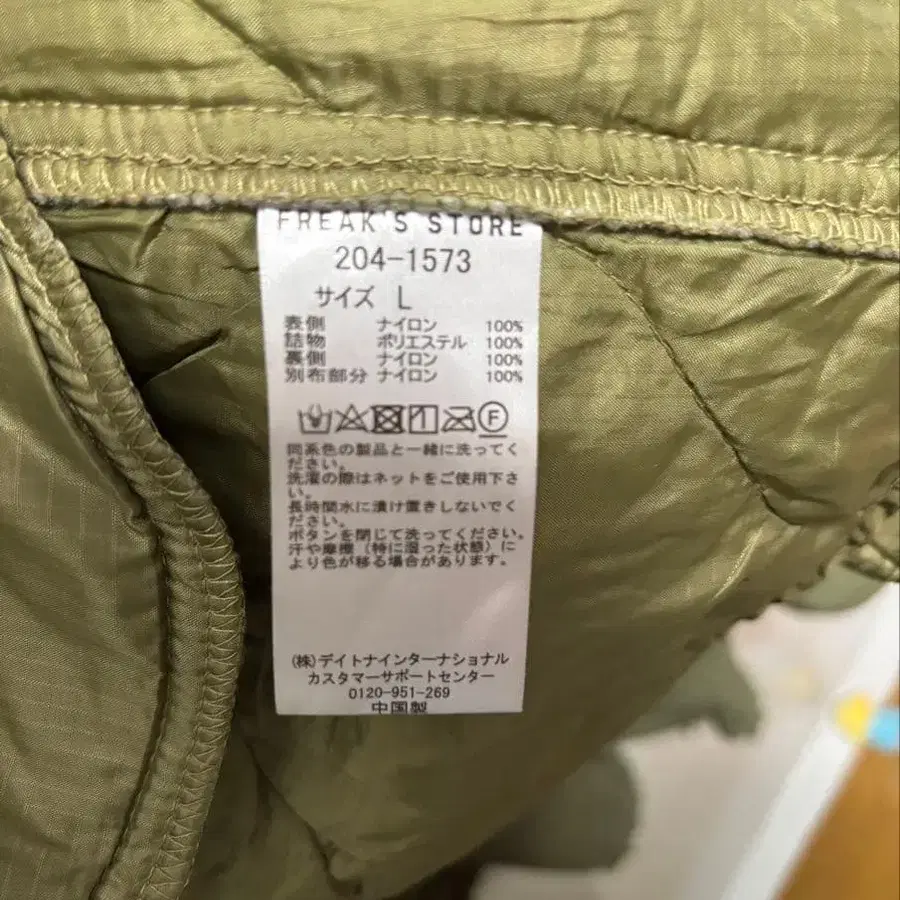 FREAK'S STORE
204-1573
サイズ L
表側 ナイロン 100%
詰物 ポリエステル 100%
裏側 ナイロン 100%
別布部分 ナイロン 100%
F
同系色の製品と一緒に洗ってく
ださい。
洗濯の際はネットをご使用下さ
い。
長時間水に漬け置きしないでく
ださい。
ボタンを閉じて洗ってください。
汗や摩擦（特に湿った状態）に
より色が移る場合があります。
(株)デイトナインターナショナル
カスタマーサポートセンター
0120-951-269
中国製